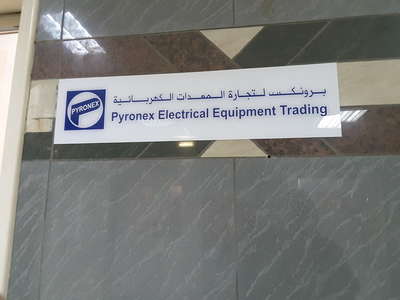 PYRONEX
برونكس لتجارة المعدات الكهربائية
Pyronex Electrical Equipment Trading